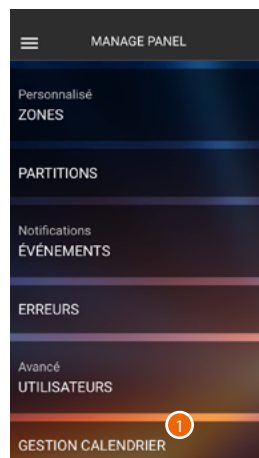 MANAGE PANEL
Personnalisé
ZONES
PARTITIONS
Notifications
ÉVÉNEMENTS
ERREURS
Avancé
UTILISATEURS
1
GESTION CALENDRIER